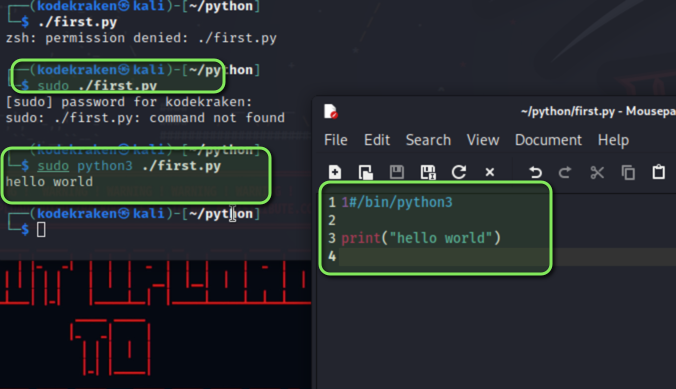 (kodekraken㉿kali)-[~/python]
$ ./first.py
zsh: permission denied: ./first.py
(kodekraken㉿kali)-[~/python]
$ sudo ./first.py
[sudo] password for kodekraken:
sudo: ./first.py: command not found
(kodekraken㉿kali)-[~/python]
$ sudo python3 ./first.py
hello world
(kodekraken㉿kali)-[~/python]
$
~/python/first.py - Mousepa
File Edit Search View Document Help
1 1#/bin/python3
2
3 print("hello world")
4